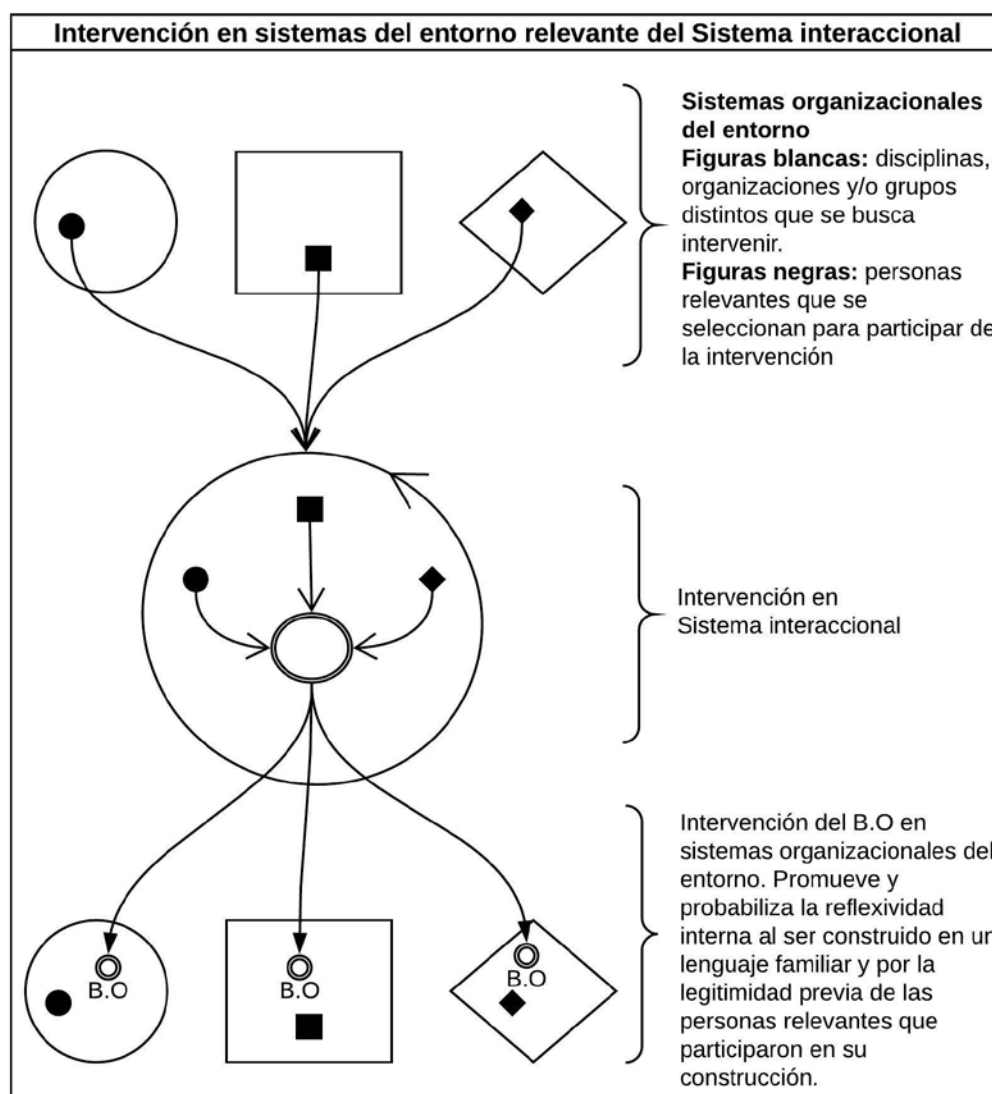 Intervención en sistemas del entorno relevante del Sistema interaccional
Sistemas organizacionales
del entorno
Figuras blancas: disciplinas,
organizaciones y/o grupos
distintos que se busca
intervenir.
Figuras negras: personas
relevantes que se
seleccionan para participar de
la intervención
Intervención en
Sistema interaccional
Intervención del B.O en
sistemas organizacionales del
entorno. Promueve y
probabiliza la reflexividad
interna al ser construido en un
lenguaje familiar y por la
legitimidad previa de las
personas relevantes que
participaron en su
construcción.
B.O
B.O
B.O